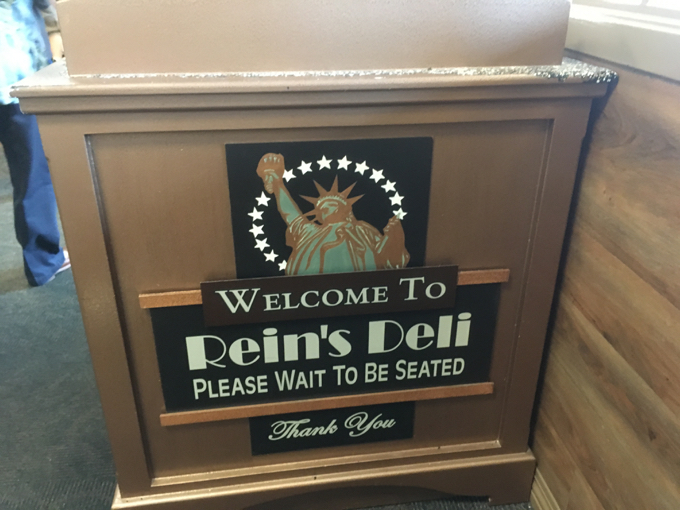 WELCOME TO
Rein's Deli
PLEASE WAIT TO BE SEATED
Thank You